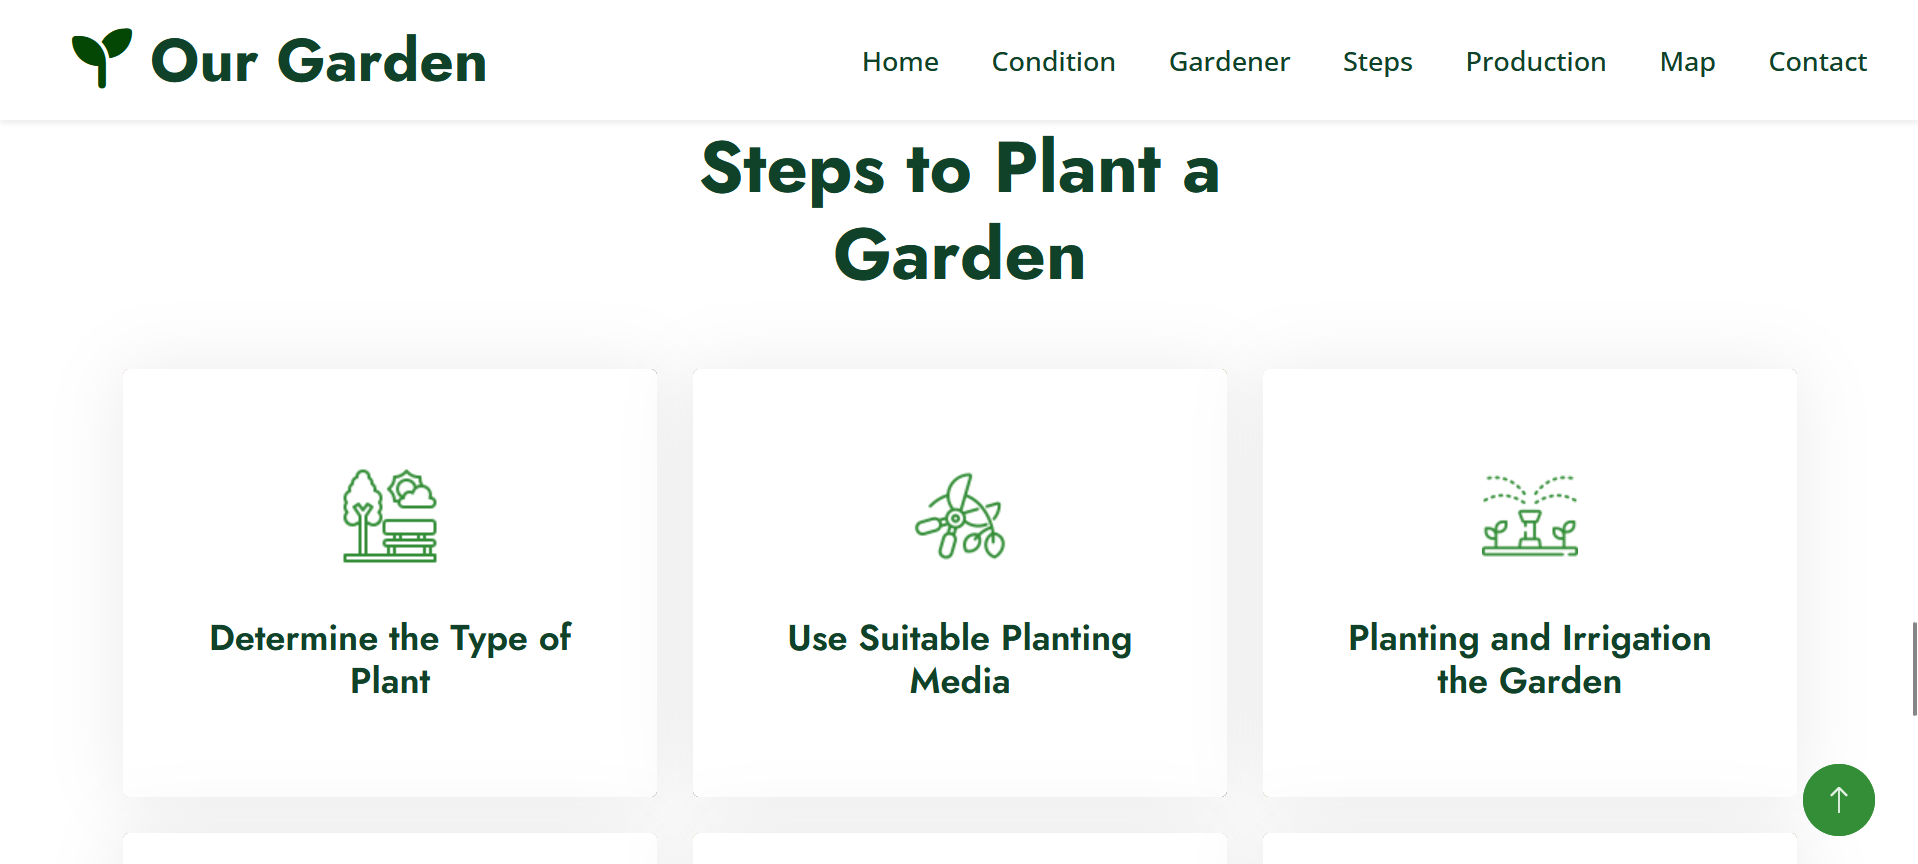 Our Garden
Home Condition Gardener Steps Production Map Contact
Steps to Plant a
Garden
Determine the Type of
Plant
Use Suitable Planting
Media
Planting and Irrigation
the Garden